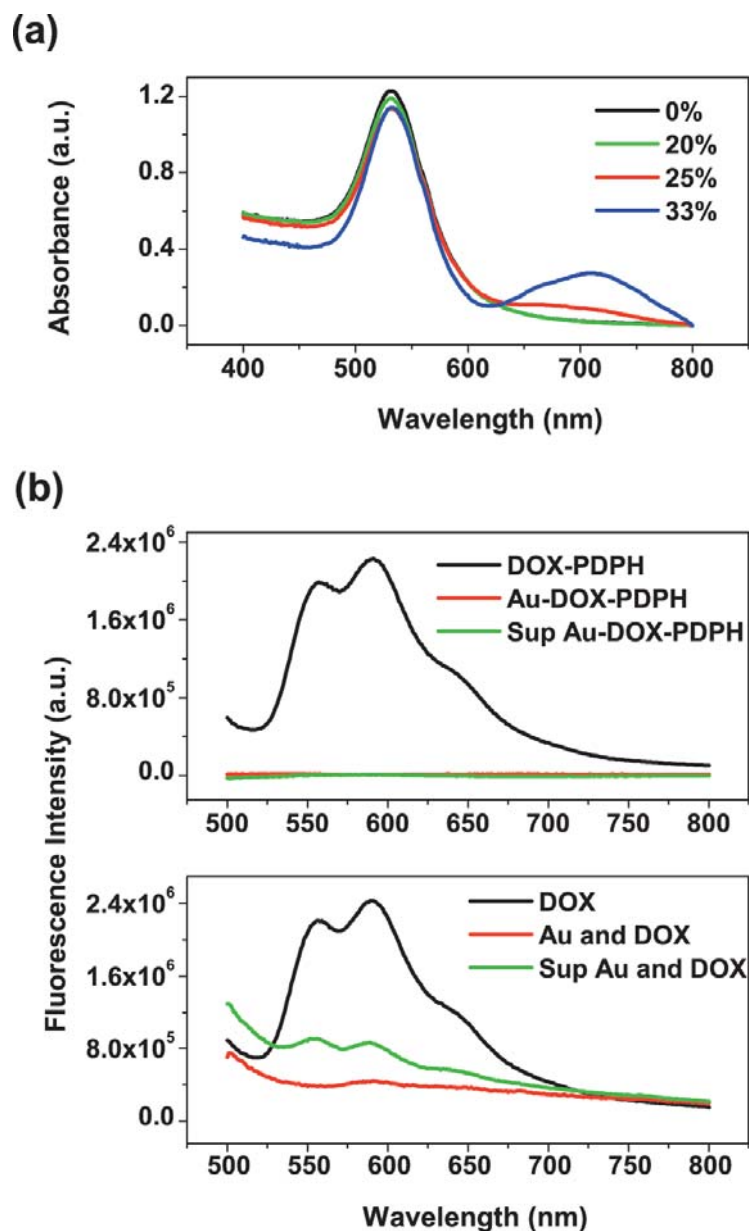 (a)
Absorbance (a.u.)
1.2
0.8
0.4
0.0
0%
20%
25%
33%
400 500 600 700 800
Wavelength (nm)
(b)
Fluorescence Intensity (a.u.)
2.4x10⁶
1.6x10⁶
8.0x10⁵
0.0
DOX-PDPH
Au-DOX-PDPH
Sup Au-DOX-PDPH
500 550 600 650 700 750 800
2.4x10⁶
1.6x10⁶
8.0x10⁵
0.0
DOX
Au and DOX
Sup Au and DOX
500 550 600 650 700 750 800
Wavelength (nm)